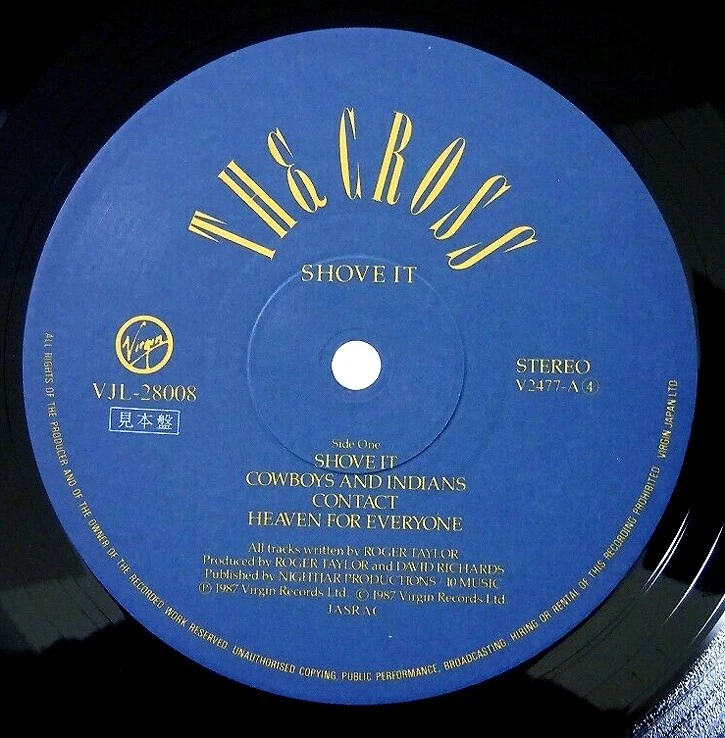 THE CROSS
SHOVE IT
Virgin
VJL-28008
見本盤
STEREO
V2477-A④
Side One
SHOVE IT
COWBOYS AND INDIANS
CONTACT
HEAVEN FOR EVERYONE
All tracks written by ROGER TAYLOR
Produced by ROGER TAYLOR and DAVID RICHARDS
Published by NIGHTJAR PRODUCTIONS / 10 MUSIC
℗ 1987 Virgin Records Ltd. © 1987 Virgin Records Ltd.
JASRAC
ALL RIGHTS OF THE PRODUCER AND OF THE OWNER OF THE RECORDED WORK RESERVED. UNAUTHORISED COPYING, PUBLIC PERFORMANCE, BROADCASTING, HIRING OR RENTAL OF THIS RECORDING PROHIBITED VIRGIN JAPAN LTD